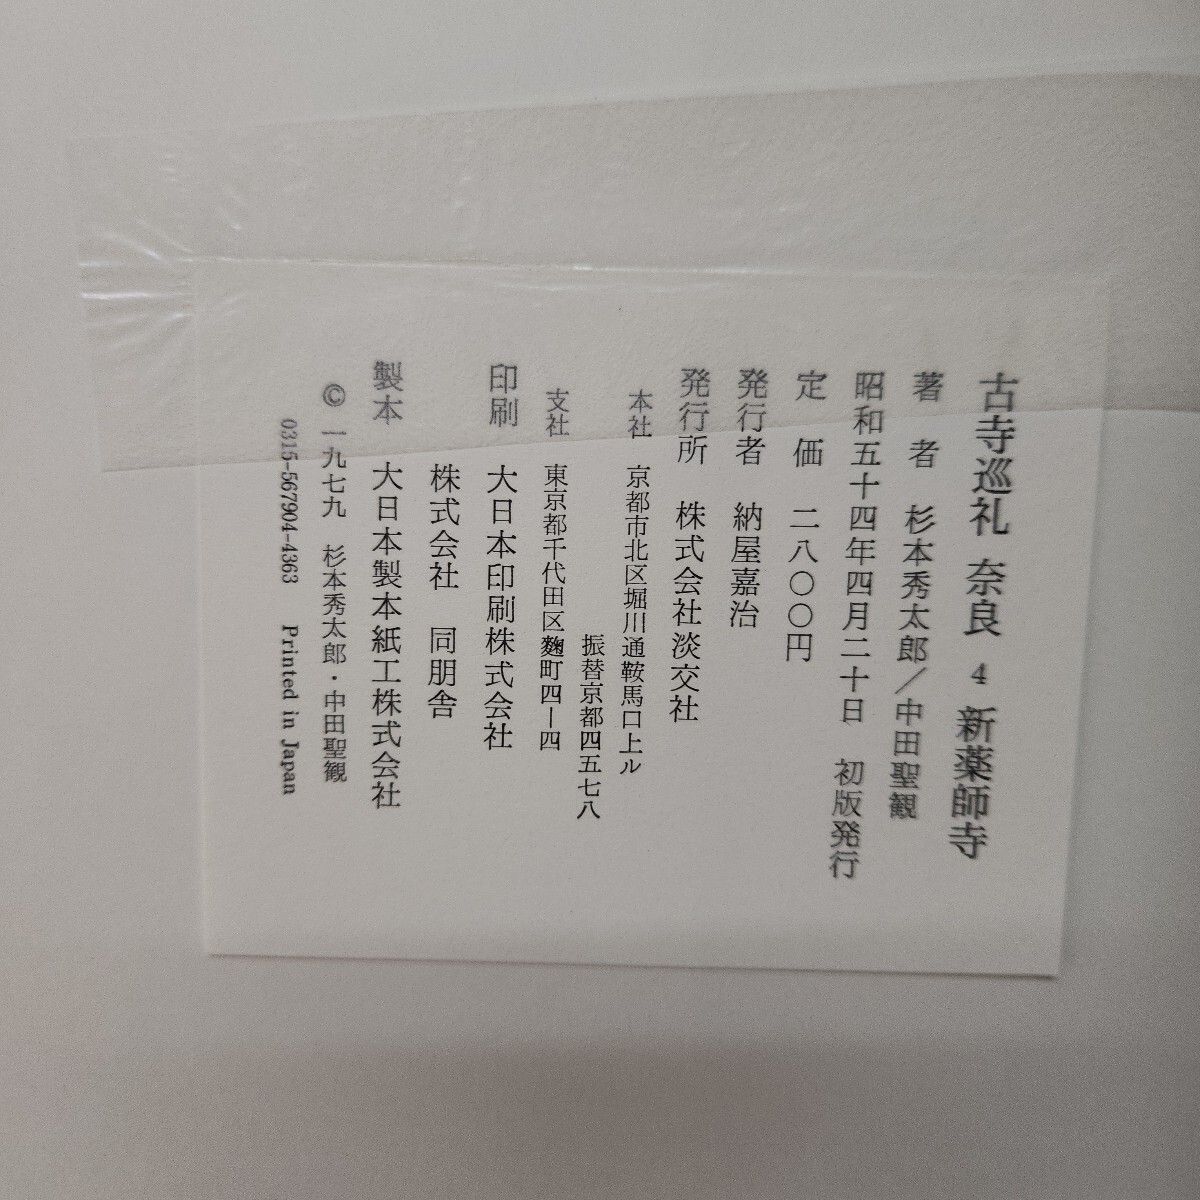 古寺巡礼 奈良 4 新薬師寺
著者 杉本秀太郎／中田聖観
昭和五十四年四月二十日 初版発行
定価 二八〇〇円
発行者 納屋嘉治
発行所 株式会社淡交社
本社 京都市北区堀川通鞍馬口上ル
振替京都四五七八
支社 東京都千代田区麴町四ー四
印刷 大日本印刷株式会社
株式会社 同朋舎
製本 大日本製本紙工株式会社
© 一九七九 杉本秀太郎・中田聖観
0315-567904-4363 Printed in Japan